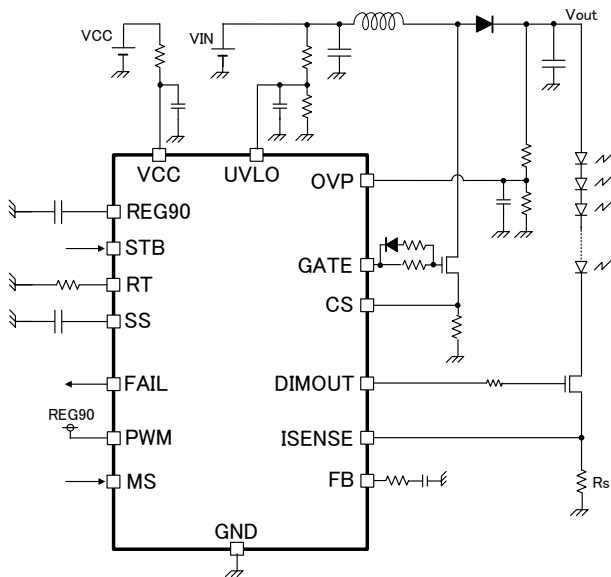 VCC
VIN
Vout
VCC
UVLO
OVP
REG90
STB
GATE
RT
CS
SS
FAIL
DIMOUT
REG90
PWM
ISENSE
MS
FB
Rs
GND